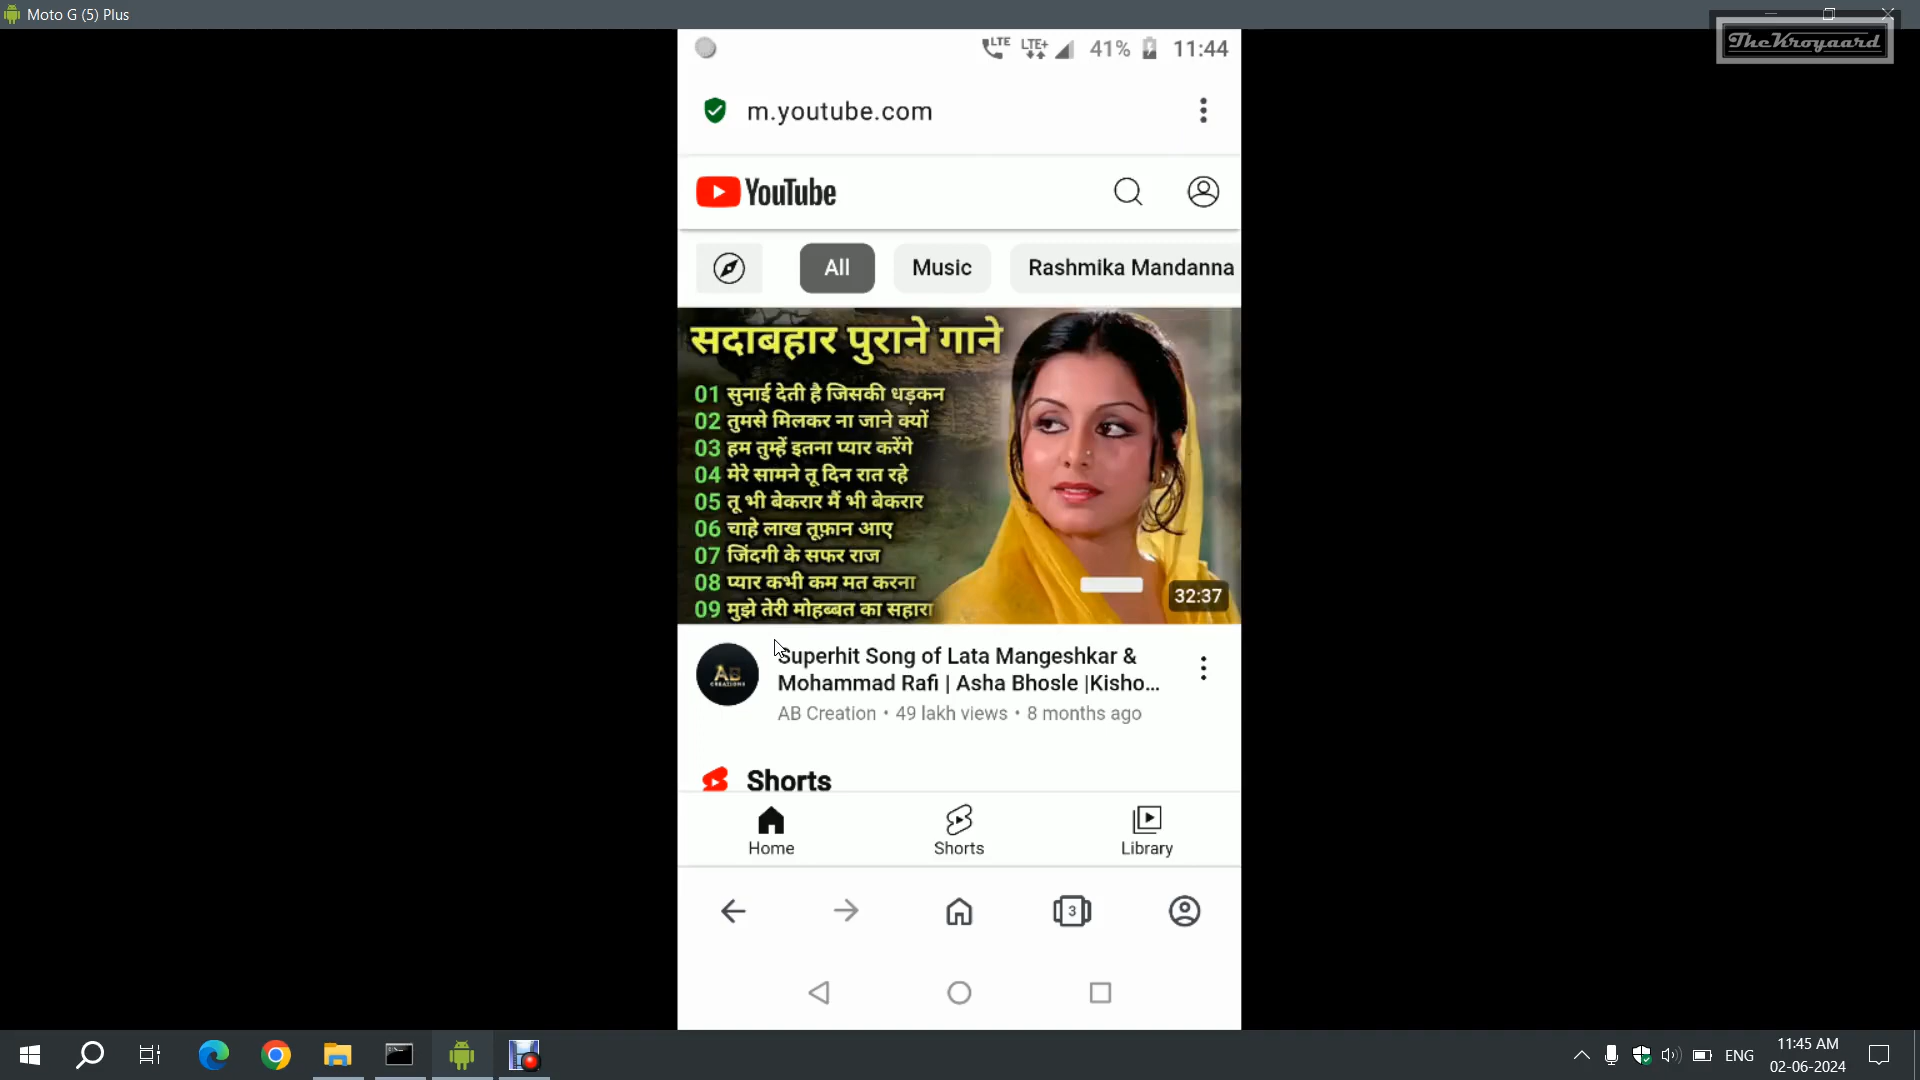 Moto G (5) Plus
TheKroyaard
LTE LTE+ 41% 11:44
m.youtube.com
YouTube
All Music Rashmika Mandanna
सदाबहार पुराने गाने
01 सुनाई देती है जिसकी धड़कन
02 तुमसे मिलकर ना जाने क्यों
03 हम तुम्हें इतना प्यार करेंगे
04 मेरे सामने तू दिन रात रहे
05 तू भी बेकरार मैं भी बेकरार
06 चाहे लाख तूफ़ान आए
07 जिंदगी के सफर राज
08 प्यार कभी कम मत करना
09 मुझे तेरी मोहब्बत का सहारा
32:37
AB CREATIONS
Superhit Song of Lata Mangeshkar &
Mohammad Rafi | Asha Bhosle |Kisho...
AB Creation • 49 lakh views • 8 months ago
Shorts
Home Shorts Library
3
ENG
11:45 AM
02-06-2024